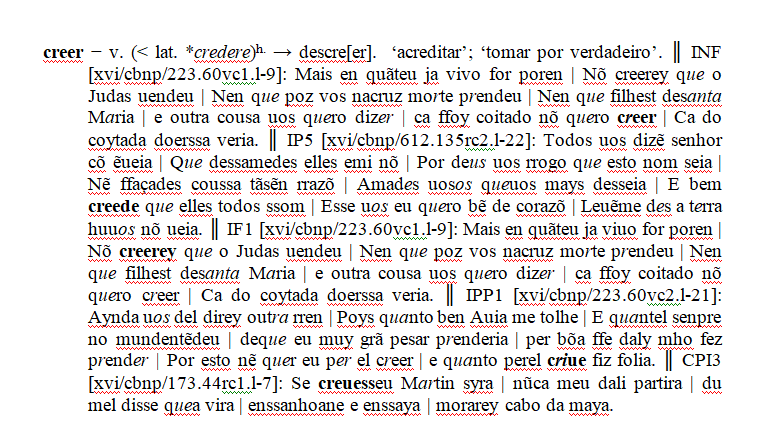 creer − v. (< lat. *credere)h. → descre[er]. ‘acreditar’; ‘tomar por verdadeiro’. ║ INF
[xvi/cbnp/223.60vc1.l-9]: Mais en quãteu ja vivo for poren | Nõ creerey que o
Judas uendeu | Nen que poz vos nacruz morte prendeu | Nen que filhest desanta
Maria | e outra cousa uos quero dizer | ca ffoy coitado nõ quero creer | Ca do
coytada doerssa veria. ║ IP5 [xvi/cbnp/612.135rc2.l-22]: Todos uos dizẽ senhor
cõ ẽueia | Que dessamedes elles emi nõ | Por deus uos rrogo que esto nom seia |
Nẽ ffaçades coussa tãsẽn rrazõ | Amades uosos queuos mays desseia | E bem
creede que elles todos ssom | Esse uos eu quero bẽ de corazõ | Leuẽme des a terra
huuos nõ ueia. ║ IF1 [xvi/cbnp/223.60vc1.l-9]: Mais en quãteu ja viuo for poren |
Nõ creerey que o Judas uendeu | Nen que poz vos nacruz morte prendeu | Nen
que filhest desanta Maria | e outra cousa uos quero dizer | ca ffoy coitado nõ
quero creer | Ca do coytada doerssa veria. ║ IPP1 [xvi/cbnp/223.60vc2.l-21]:
Aynda uos del direy outra rren | Poys quanto ben Auia me tolhe | E quantel senpre
no mundentẽdeu | deque eu muy grã pesar prenderia | per bõa ffe daly mho fez
prender | Por esto nẽ quer eu per el creer | e quanto perel criue fiz folia. ║ CPI3
[xvi/cbnp/173.44rc1.l-7]: Se creuesseu Martin syra | nũca meu dali partira | du
mel disse quea vira | enssanhoane e enssaya | morarey cabo da maya.